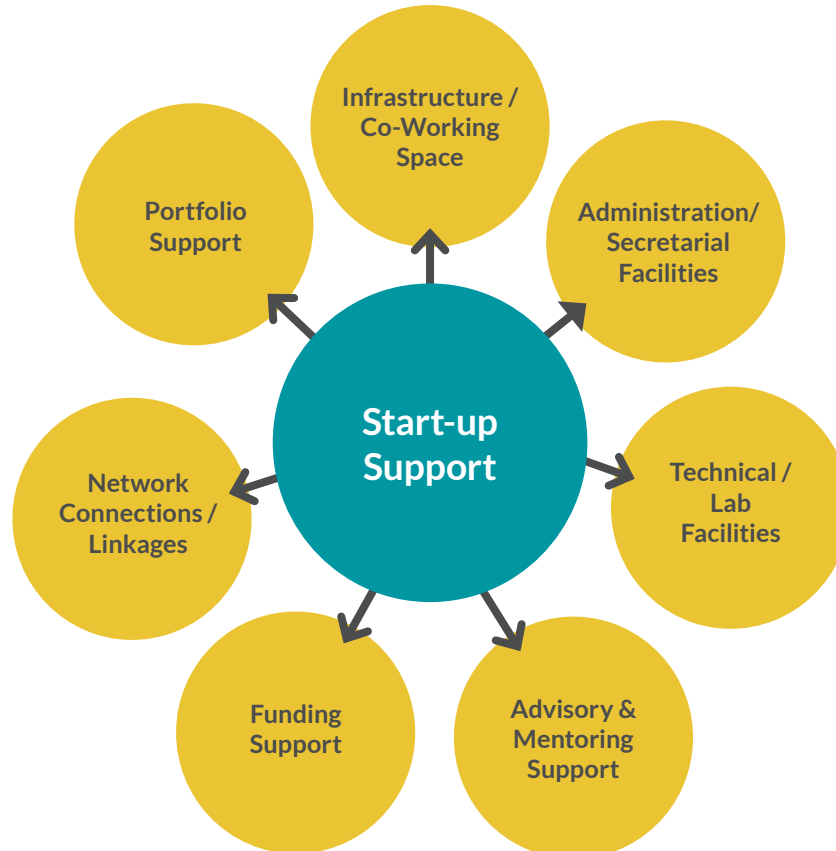 Infrastructure /
Co-Working
Space
Administration/
Secretarial
Facilities
Technical /
Lab
Facilities
Advisory &
Mentoring
Support
Funding
Support
Network
Connections /
Linkages
Portfolio
Support
Start-up
Support